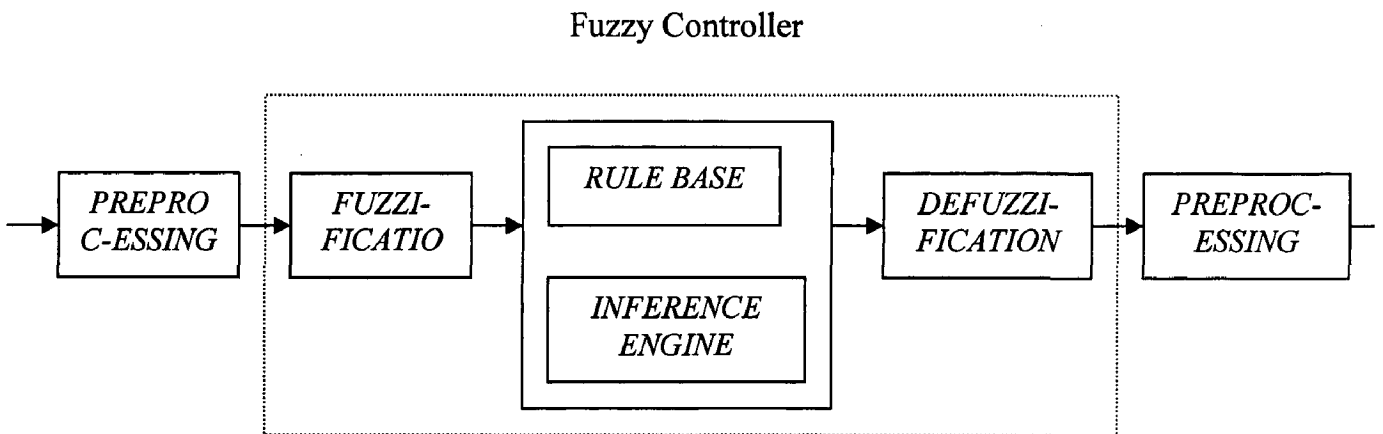 Fuzzy Controller
PREPRO
C-ESSING
FUZZI-
FICATIO
RULE BASE
INFERENCE
ENGINE
DEFUZZI-
FICATION
PREPROC-
ESSING